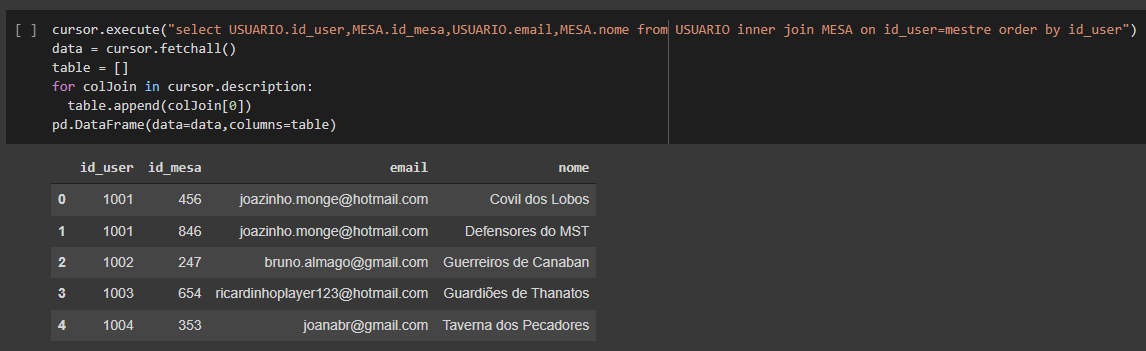 [ ] cursor.execute("select USUARIO.id_user,MESA.id_mesa,USUARIO.email,MESA.nome from USUARIO inner join MESA on id_user=mestre order by id_user")
data = cursor.fetchall()
table = []
for colJoin in cursor.description:
  table.append(colJoin[0])
pd.DataFrame(data=data,columns=table)
id_user id_mesa email nome
0 1001 456 joazinho.monge@hotmail.com Covil dos Lobos
1 1001 846 joazinho.monge@hotmail.com Defensores do MST
2 1002 247 bruno.almago@gmail.com Guerreiros de Canaban
3 1003 654 ricardinhoplayer123@hotmail.com Guardiões de Thanatos
4 1004 353 joanabr@gmail.com Taverna dos Pecadores